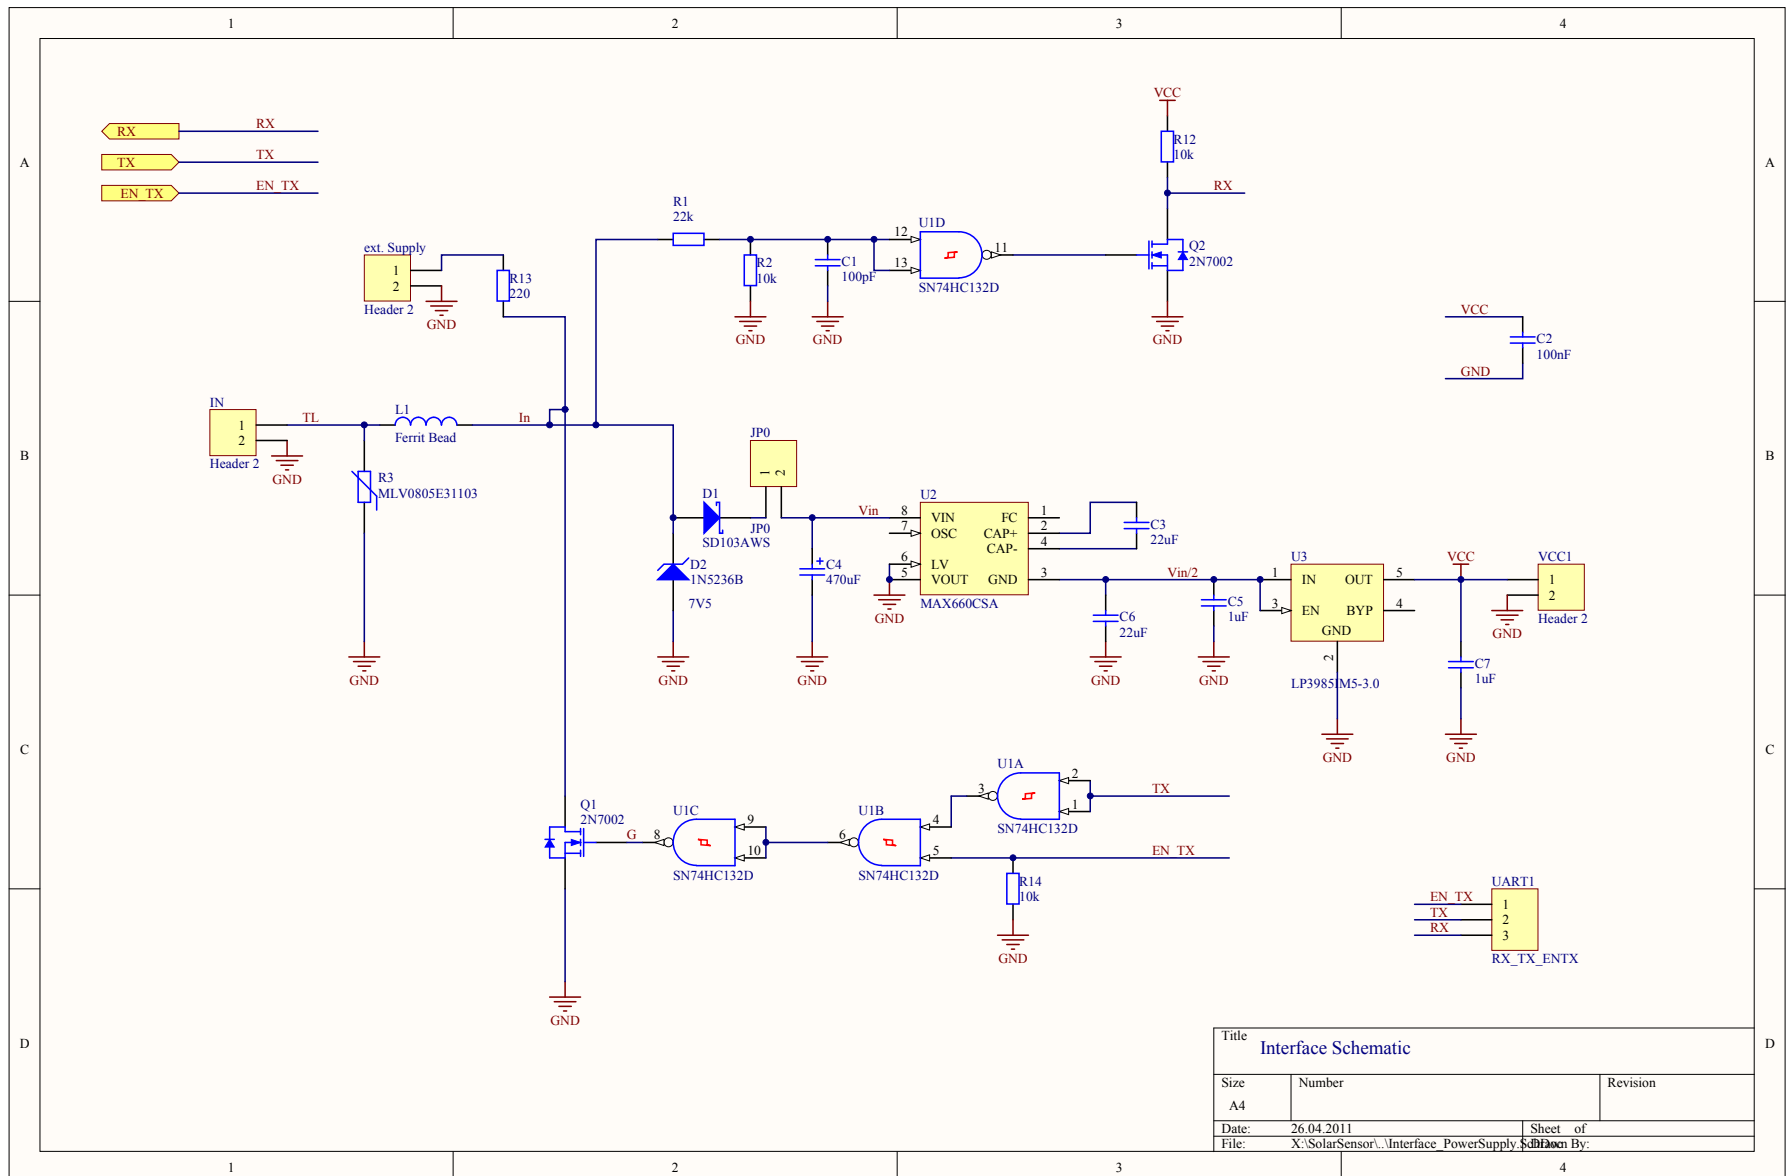 1 2 3 4
A A
B B
C C
D D
1 2 3 4
RX RX
TX TX
EN_TX EN_TX
ext. Supply
1
2
Header 2
GND
R13
220
IN
1
2
Header 2
TL
GND
L1
Ferrit Bead
In
R3
MLV0805E31103
GND
R1
22k
R2
10k
GND
C1
100pF
GND
U1D
12
13
11
SN74HC132D
VCC
R12
10k
RX
Q2
2N7002
GND
VCC
C2
100nF
GND
JP0
1
2
JP0
D1
SD103AWS
D2
1N5236B
7V5
GND
Vin
C4
470uF
GND
U2
8 VIN FC 1
7 OSC CAP+ 2
CAP- 4
6 LV
5 VOUT GND 3
MAX660CSA
GND
C3
22uF
Vin/2
C6
22uF
GND
C5
1uF
GND
U3
1 IN OUT 5
3 EN BYP 4
GND
2
LP3985IM5-3.0
GND
VCC
C7
1uF
GND
VCC1
1
2
Header 2
GND
Q1
2N7002
G
GND
U1C
8
9
10
SN74HC132D
U1B
6
4
5
SN74HC132D
U1A
3
2
1
SN74HC132D
TX
EN_TX
R14
10k
GND
UART1
EN_TX 1
TX 2
RX 3
RX_TX_ENTX
Title
Interface Schematic
Size Number Revision
A4
Date: 26.04.2011 Sheet of
File: X:\SolarSensor\..\Interface_PowerSupply.SchDoc Drawn By: